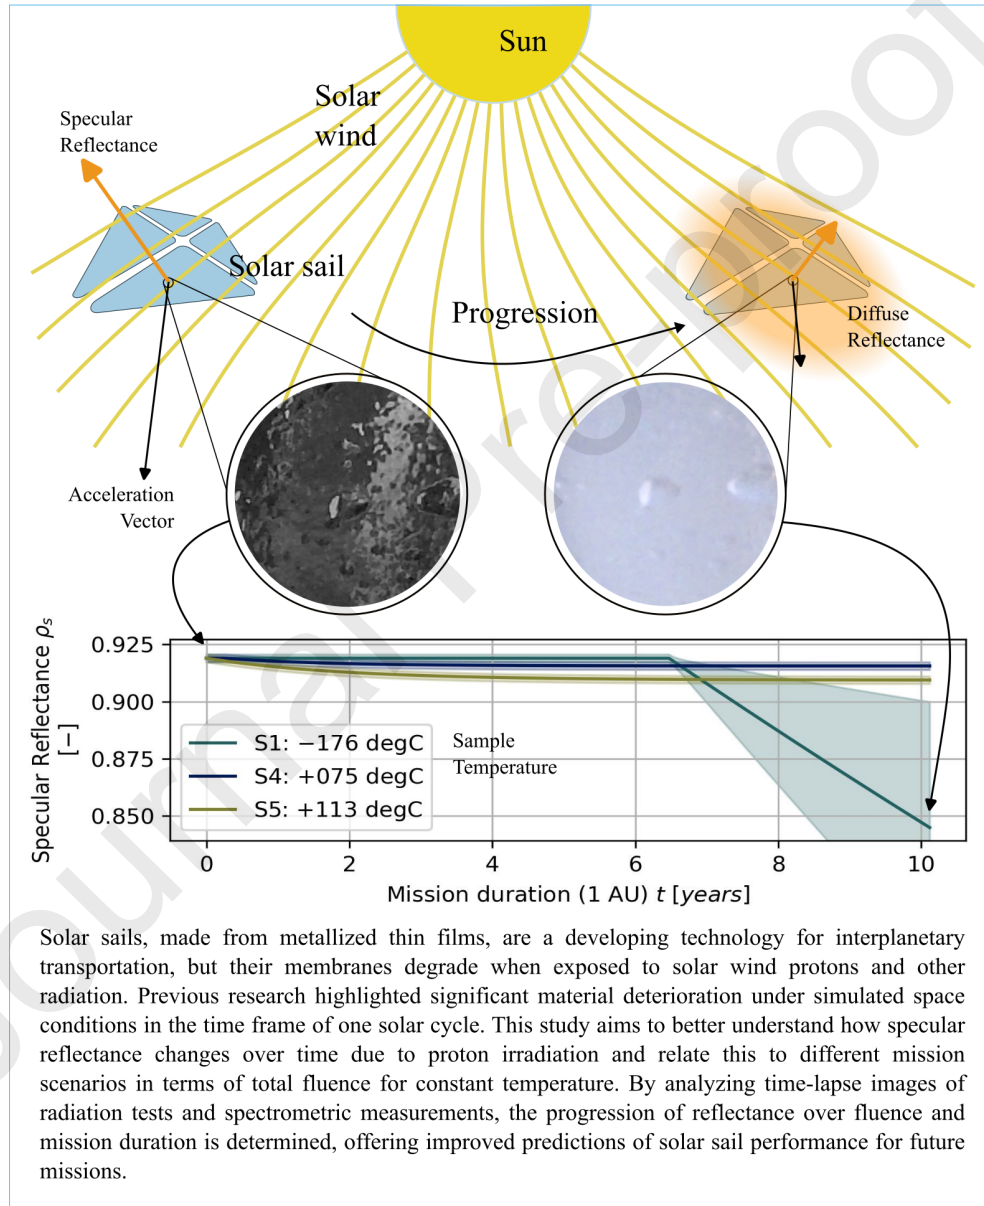 Sun
Solar
wind
Specular
Reflectance
Solar sail
Progression
Diffuse
Reflectance
Acceleration
Vector
Specular Reflectance ρs
[−]
0.925
0.900
0.875
0.850
S1: −176 degC
S4: +075 degC
S5: +113 degC
Sample
Temperature
0 2 4 6 8 10
Mission duration (1 AU) t [years]
Solar sails, made from metallized thin films, are a developing technology for interplanetary
transportation, but their membranes degrade when exposed to solar wind protons and other
radiation. Previous research highlighted significant material deterioration under simulated space
conditions in the time frame of one solar cycle. This study aims to better understand how specular
reflectance changes over time due to proton irradiation and relate this to different mission
scenarios in terms of total fluence for constant temperature. By analyzing time-lapse images of
radiation tests and spectrometric measurements, the progression of reflectance over fluence and
mission duration is determined, offering improved predictions of solar sail performance for future
missions.
Journal Pre-proof